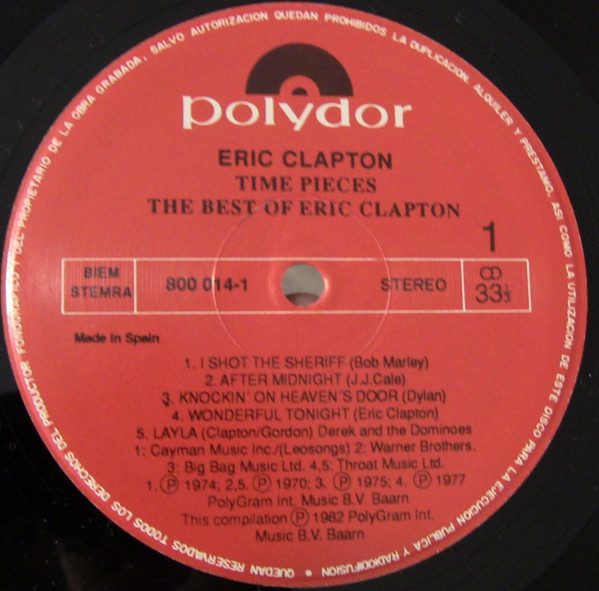 QUEDAN RESERVADOS TODOS LOS DERECHOS DEL PRODUCTOR FONOGRAFICO Y DEL PROPIETARIO DE LA OBRA GRABADA. SALVO AUTORIZACION QUEDAN PROHIBIDOS LA DUPLICACION, ALQUILER Y PRESTAMO, ASI COMO LA UTILIZACION DE ESTE DISCO PARA LA EJECUCION PUBLICA Y RADIODIFUSION
polydor
ERIC CLAPTON
TIME PIECES
THE BEST OF ERIC CLAPTON
1
BIEM
STEMRA
800 014-1
STEREO
33⅓
Made in Spain
1. I SHOT THE SHERIFF (Bob Marley)
2. AFTER MIDNIGHT (J.J.Cale)
3. KNOCKIN' ON HEAVEN'S DOOR (Dylan)
4. WONDERFUL TONIGHT (Eric Clapton)
5. LAYLA (Clapton/Gordon) Derek and the Dominoes
1: Cayman Music Inc./(Leosongs) 2: Warner Brothers.
3: Big Bag Music Ltd. 4,5: Throat Music Ltd.
1. Ⓟ 1974; 2,5. Ⓟ 1970; 3. Ⓟ 1975; 4. Ⓟ 1977
PolyGram Int. Music B.V. Baarn
This compilation Ⓟ 1982 PolyGram Int.
Music B.V. Baarn